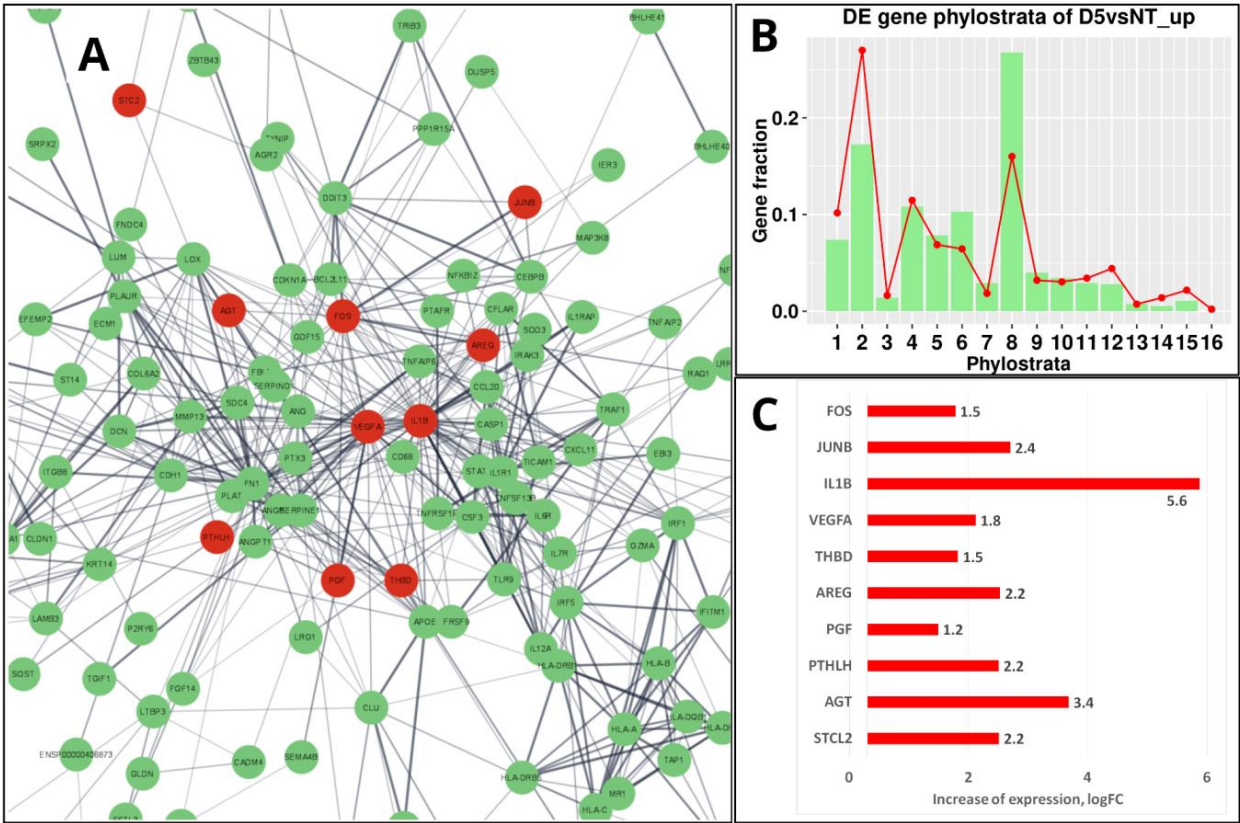 A
TRIB3
BHLHE41
ZBTB43
DUSP5
STC2
PPP1R15A
SRPX2
AGR2
BHLHE40
IER3
DDIT3
JUNB
FNDC4
MAP3K8
LUM
LOX
CDKN1A
BCL2L11
NFKBIZ
CEBPB
PLAUR
AGT
FOS
PTAFR
CFLAR
IL1RAP
EFEMP2
ECM1
GDF15
SOD3
TNFAIP2
AREG
IRAK3
TNFAIP6
ST14
COL6A2
SERPIND1
CCL20
RAG1
SDC4
ANG
MMP13
TRAF1
DCN
VEGFA
IL1B
CASP1
CXCL11
EBI3
PTX3
CD68
TICAM1
ITGB8
CDH1
FN1
IL1R1
PLAT
TNFSF13B
SERPINE1
CSF3
IL6R
IRF1
CLDN1
PTHLH
ANGPT1
GZMA
IL7R
KRT14
PGF
THBD
TLR9
IRF5
IFITM1
LAMB3
P2RY6
APOE
FRSF9
LRG1
IL12A
HLA-DRB1
HLA-B
SOST
TGIF1
FGF14
LTBP3
CLU
HLA-A
ENSP00000406873
CADM4
SEMA4B
TAP1
GLDN
HLA-DRB5
MR1
HLA-C
B
DE gene phylostrata of D5vsNT_up
Gene fraction
0.2
0.1
0.0
1 2 3 4 5 6 7 8 9 10 11 12 13 14 15 16
Phylostrata
C
FOS 1.5
JUNB 2.4
IL1B
5.6
VEGFA 1.8
THBD 1.5
AREG 2.2
PGF 1.2
PTHLH 2.2
AGT 3.4
STCL2 2.2
0 2 4 6
Increase of expression, logFC